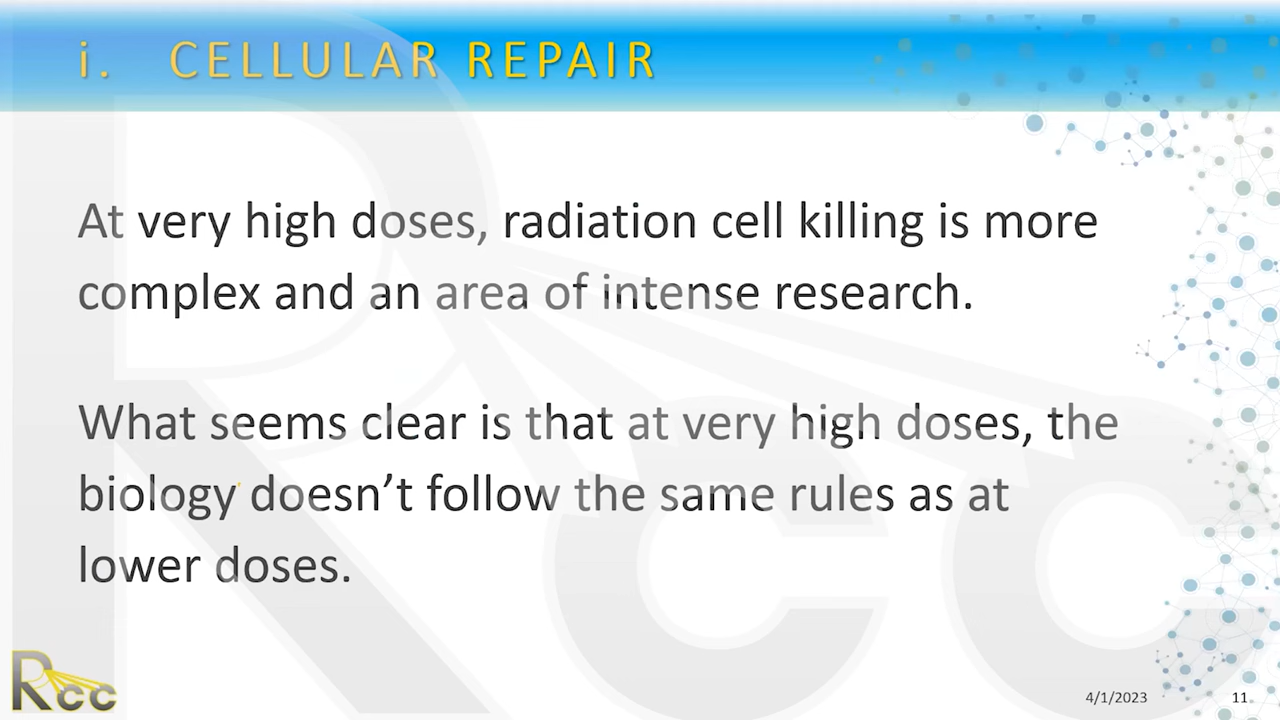 i. CELLULAR REPAIR
At very high doses, radiation cell killing is more
complex and an area of intense research.
What seems clear is that at very high doses, the
biology doesn’t follow the same rules as at
lower doses.
Rcc
Rcc
4/1/2023
11